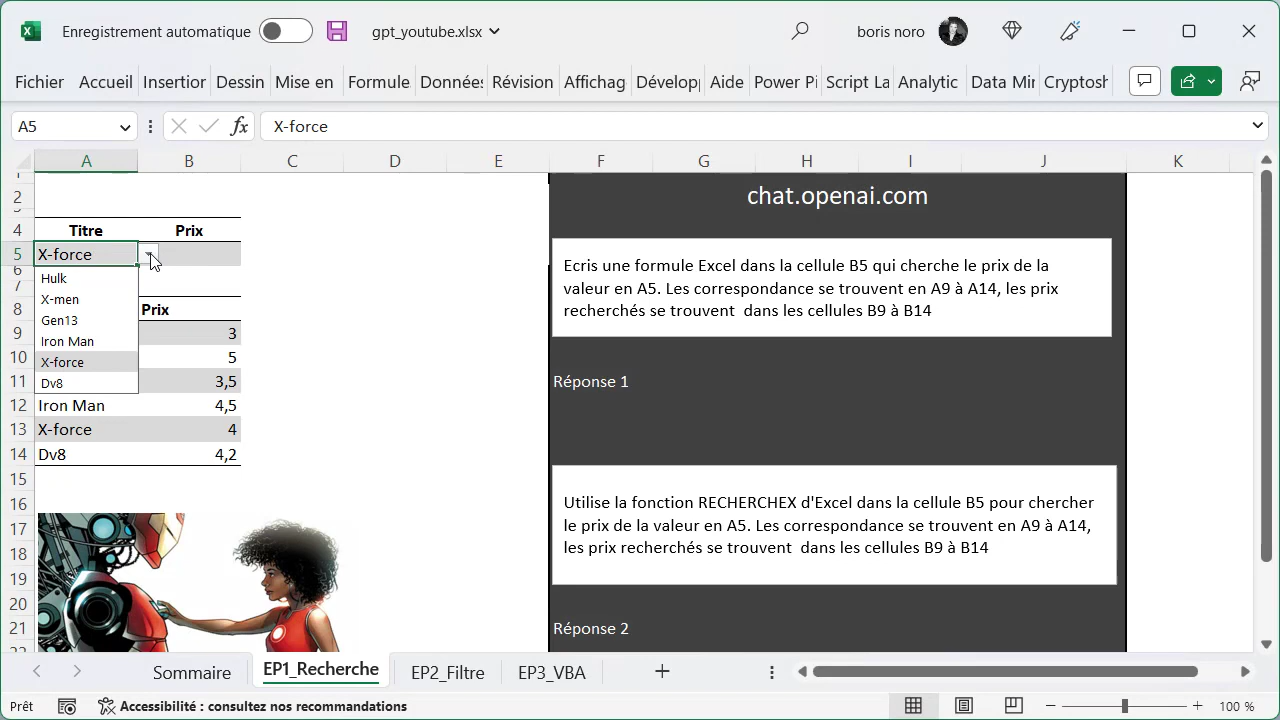 Enregistrement automatique
gpt_youtube.xlsx
boris noro
Fichier Accueil Insertior Dessin Mise en Formule Donnée Révision Affichag Dévelop Aide Power Pi Script La Analytic Data Mir Cryptosh
A5
fx
X-force
A B C D E F G H I J K
2
chat.openai.com
4 Titre Prix
5 X-force
6
7
Hulk
X-men
Gen13
Iron Man
X-force
Dv8
8 Prix
9 3
10 5
11 3,5
12 Iron Man 4,5
13 X-force 4
14 Dv8 4,2
15
16
17
18
19
20
21
Ecris une formule Excel dans la cellule B5 qui cherche le prix de la
valeur en A5. Les correspondance se trouvent en A9 à A14, les prix
recherchés se trouvent dans les cellules B9 à B14
Réponse 1
Utilise la fonction RECHERCHEX d'Excel dans la cellule B5 pour chercher
le prix de la valeur en A5. Les correspondance se trouvent en A9 à A14,
les prix recherchés se trouvent dans les cellules B9 à B14
Réponse 2
Sommaire EP1_Recherche EP2_Filtre EP3_VBA
Prêt
Accessibilité : consultez nos recommandations
100 %